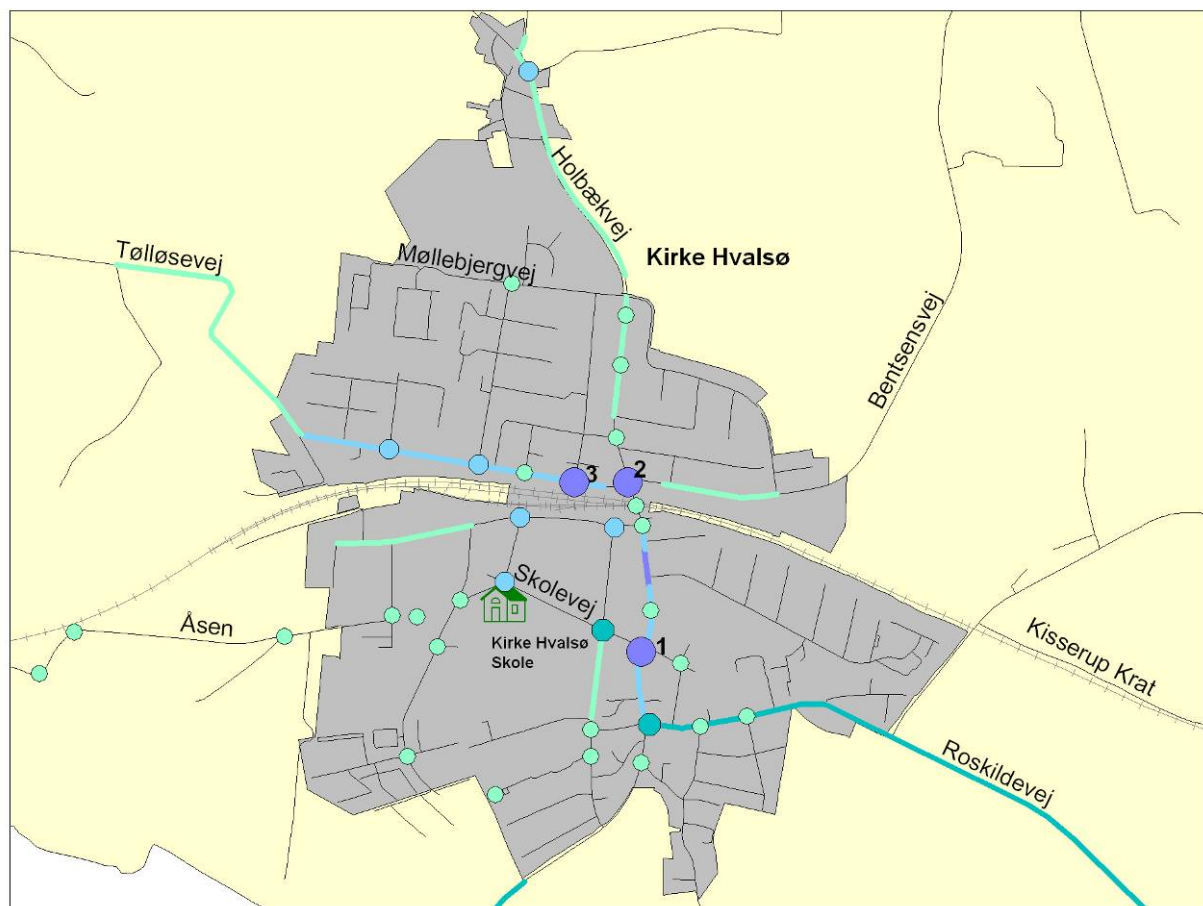 Holbækvej
Tølløsevej
Møllebjergvej
Kirke Hvalsø
Bentsensvej
3
2
Skolevej
Åsen
Kirke Hvalsø
Skole
1
Kisserup Krat
Roskildevej